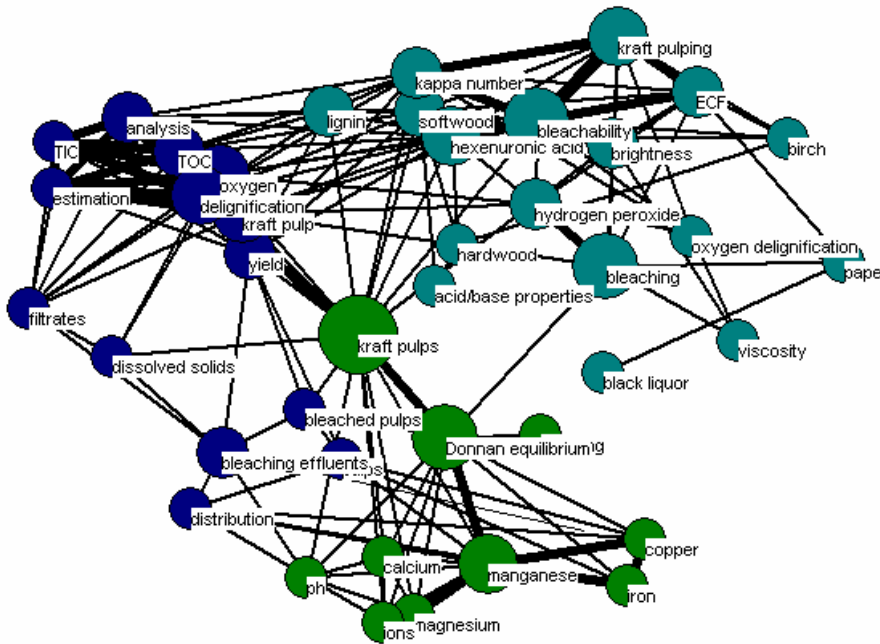 kraft pulping
kappa number
ECF
analysis
lignin
softwood
bleachability
TIC
TOC
hexenuronic acid
brightness
birch
estimation
oxygen
delignification
kraft pulp
hydrogen peroxide
yield
hardwood
oxygen delignification
bleaching
pape
acid/base properties
filtrates
kraft pulps
viscosity
dissolved solids
black liquor
bleached pulps
Donnan equilibrium
bleaching effluents
distribution
copper
calcium
manganese
ph
iron
magnesium
ions